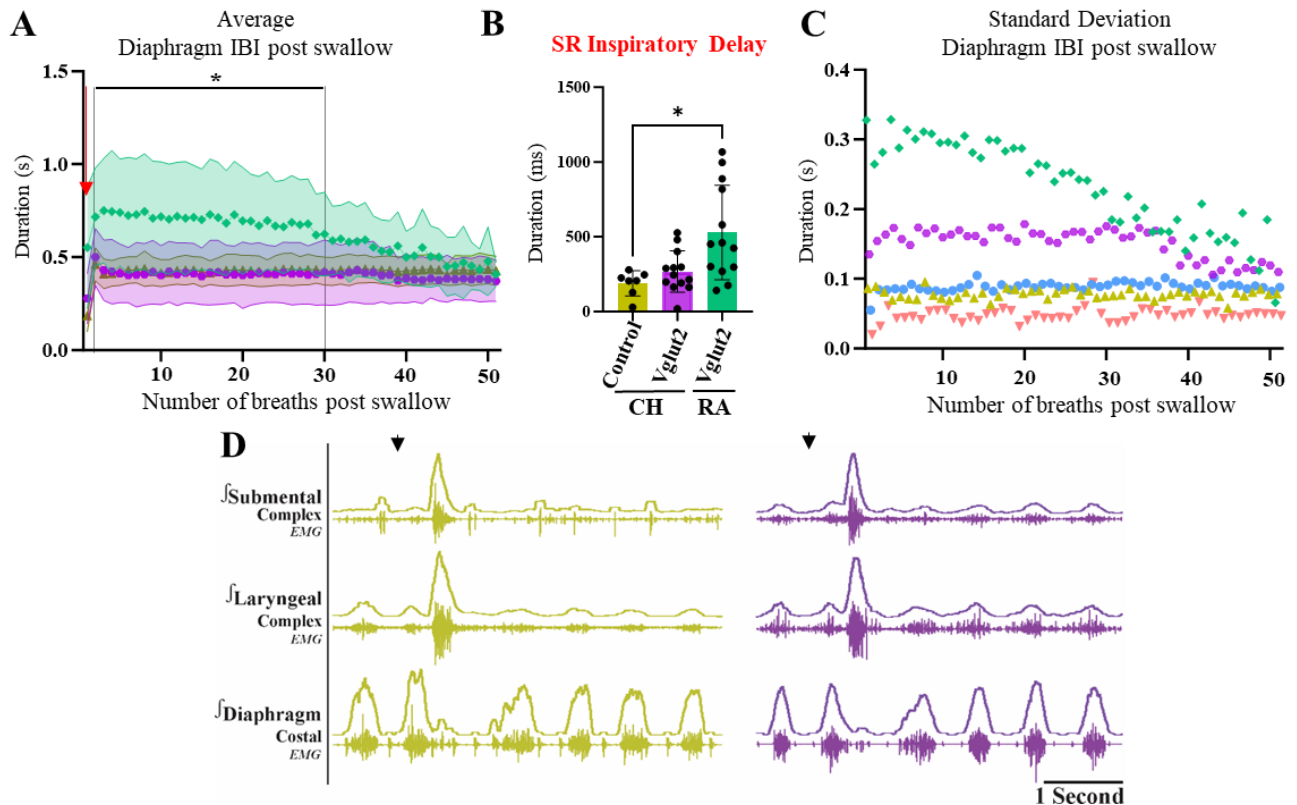 A
Average
Diaphragm IBI post swallow
*
1.5
1.0
0.5
0.0
Duration (s)
10 20 30 40 50
Number of breaths post swallow
B
SR Inspiratory Delay
*
1500
1000
500
0
Duration (ms)
Control
Vglut2
Vglut2
CH RA
C
Standard Deviation
Diaphragm IBI post swallow
0.4
0.3
0.2
0.1
0.0
Duration (s)
10 20 30 40 50
Number of breaths post swallow
D
∫Submental
Complex
EMG
∫Laryngeal
Complex
EMG
∫Diaphragm
Costal
EMG
1 Second